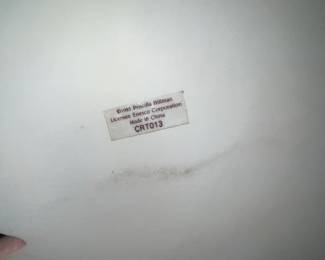 Priscilla Hillman
Licensee Enesco Corporation
Made in China
CRT013